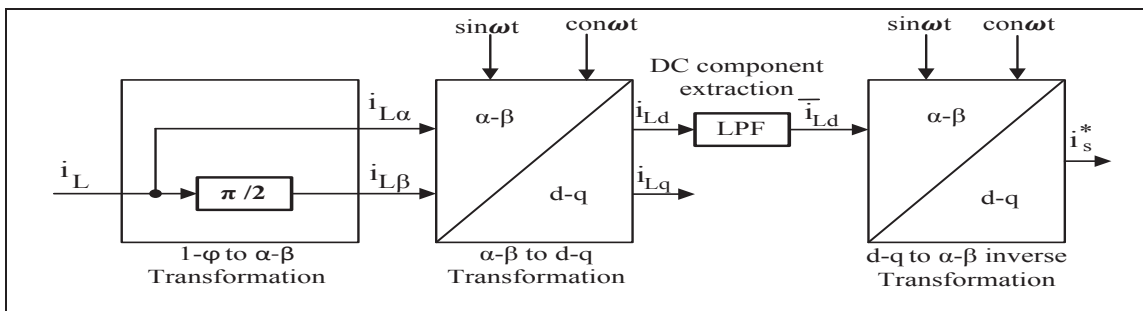 sinωt
conωt
sinωt
conωt
DC component
extraction
i_L
π/2
i_Lα
i_Lβ
α-β
d-q
i_Ld
i_Lq
LPF
i̅_Ld
α-β
d-q
i_s^*
1-φ to α-β
Transformation
α-β to d-q
Transformation
d-q to α-β inverse
Transformation